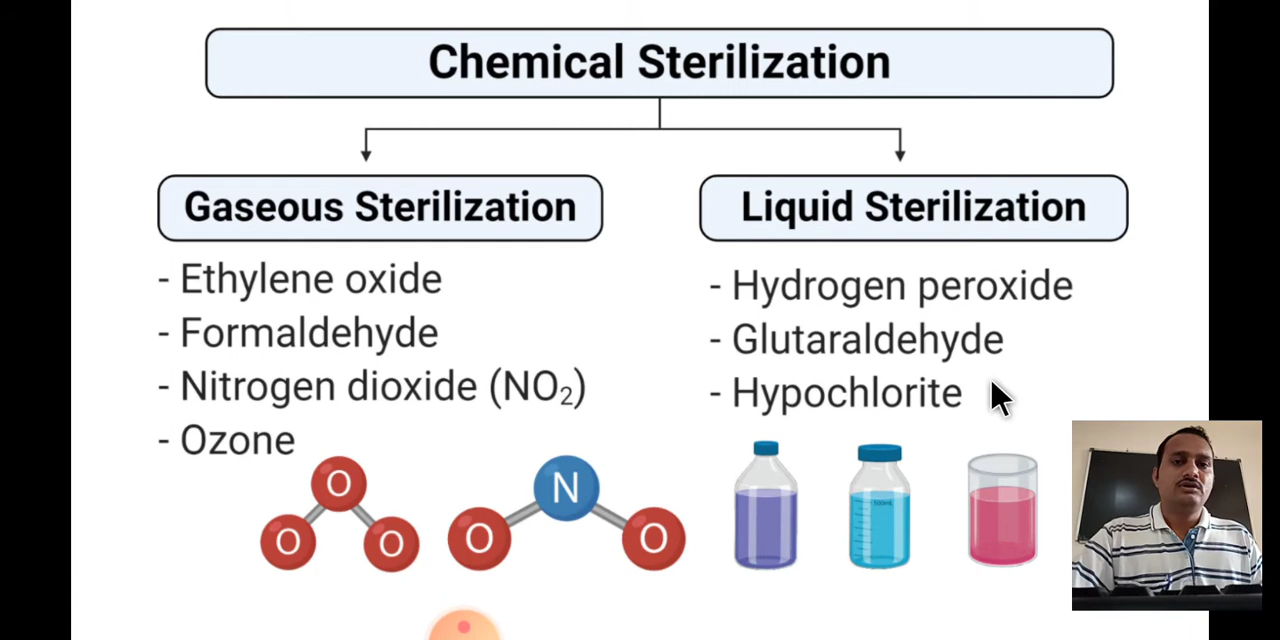 Chemical Sterilization
Gaseous Sterilization
- Ethylene oxide
- Formaldehyde
- Nitrogen dioxide (NO₂)
- Ozone
O
O
O
N
O
O
Liquid Sterilization
- Hydrogen peroxide
- Glutaraldehyde
- Hypochlorite